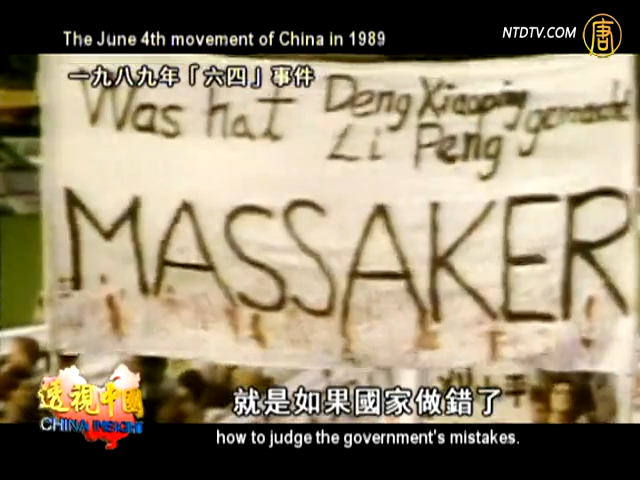 The June 4th movement of China in 1989
NTDTV.COM
唐
一九八九年「六四」事件
Was hat Deng Xiaoping gemacht
Li Peng
MASSAKER
平
透視中國
CHINA INSIGHT
就是如果國家做錯了
how to judge the government's mistakes.